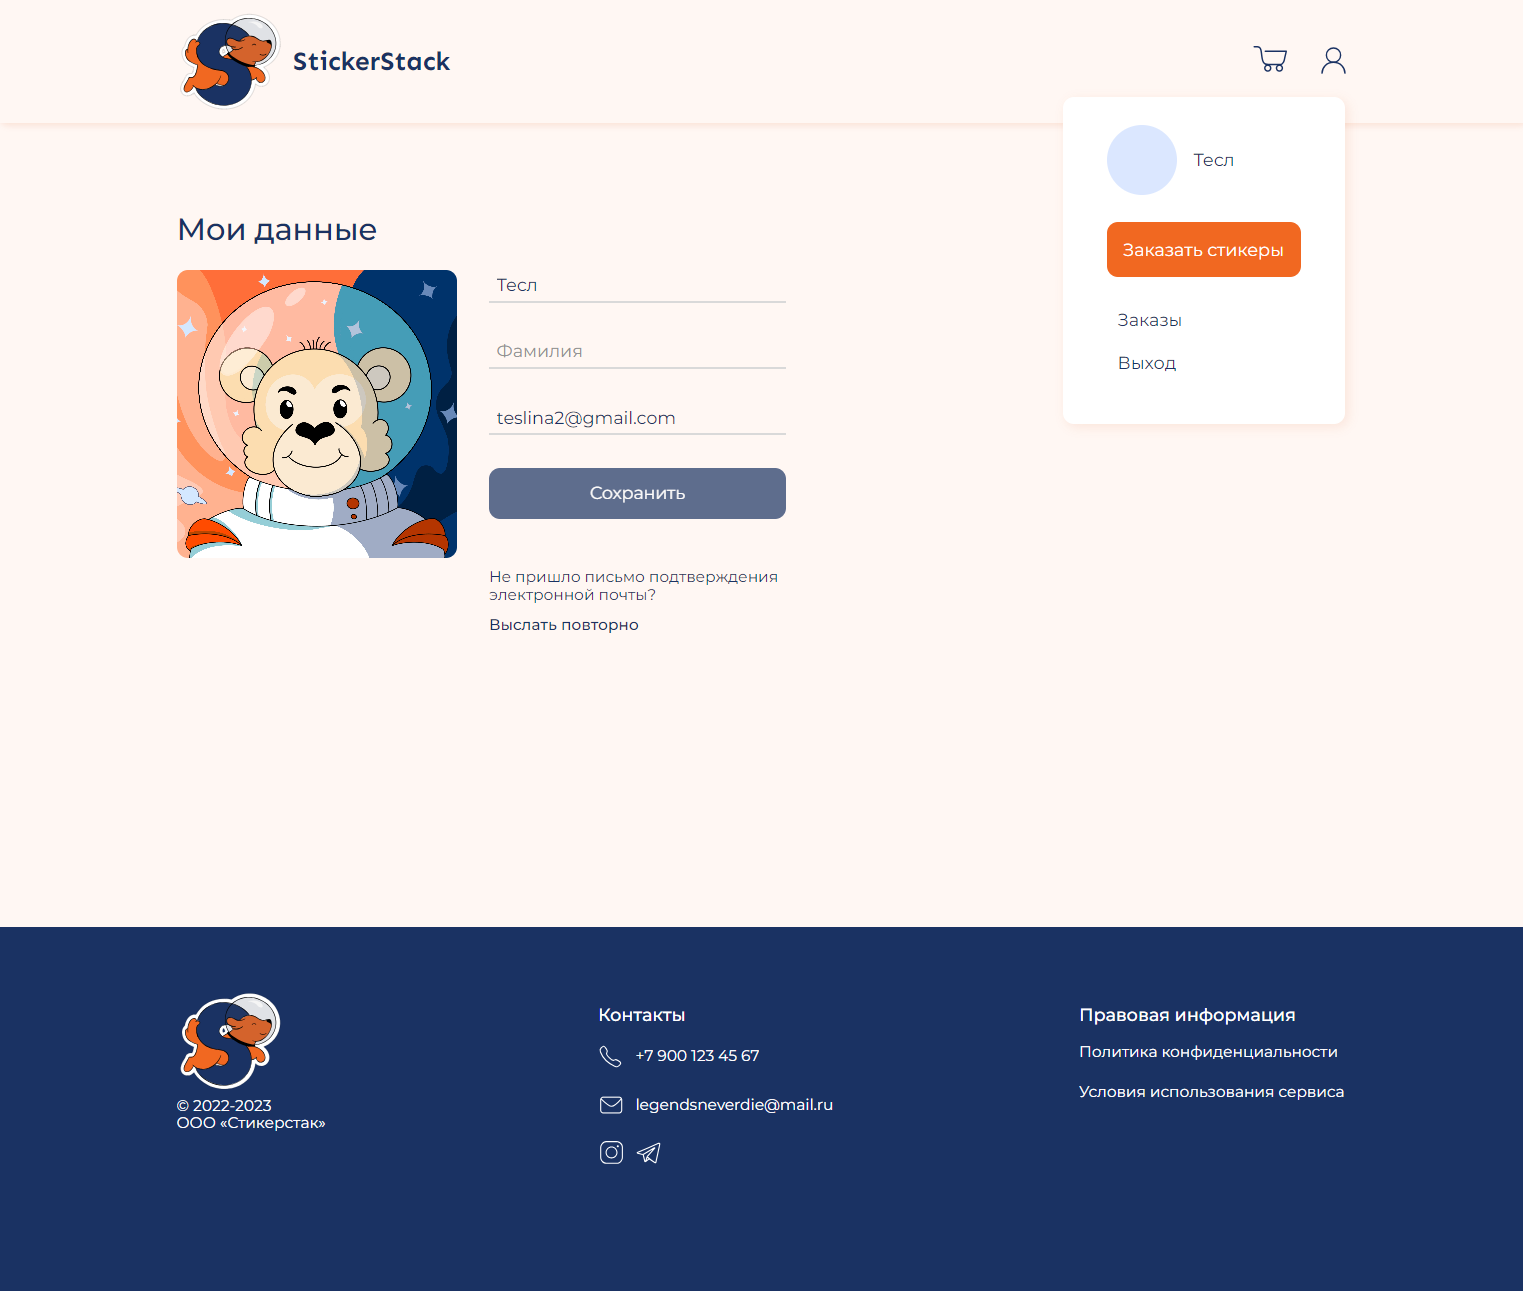 StickerStack
Тесл
Заказать стикеры
Заказы
Выход
Мои данные
Тесл
Фамилия
teslina2@gmail.com
Сохранить
Не пришло письмо подтверждения
электронной почты?
Выслать повторно
© 2022-2023
ООО «Стикерстак»
Контакты
+7 900 123 45 67
legendsneverdie@mail.ru
Правовая информация
Политика конфиденциальности
Условия использования сервиса